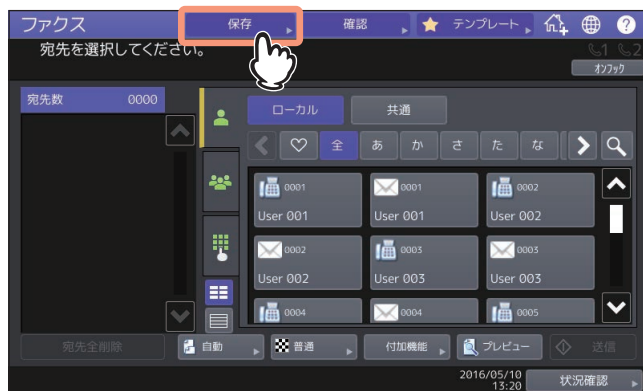 ファクス
保存
確認
テンプレート
?
宛先を選択してください。
1
2
オンフック
宛先数 0000
ローカル
共通
全
あ
か
さ
た
な
0001
User 001
0001
User 001
0002
User 002
0002
User 002
0003
User 003
0003
User 003
0004
0004
0005
宛先全削除
自動
普通
付加機能
プレビュー
送信
2016/05/10
13:20
状況確認